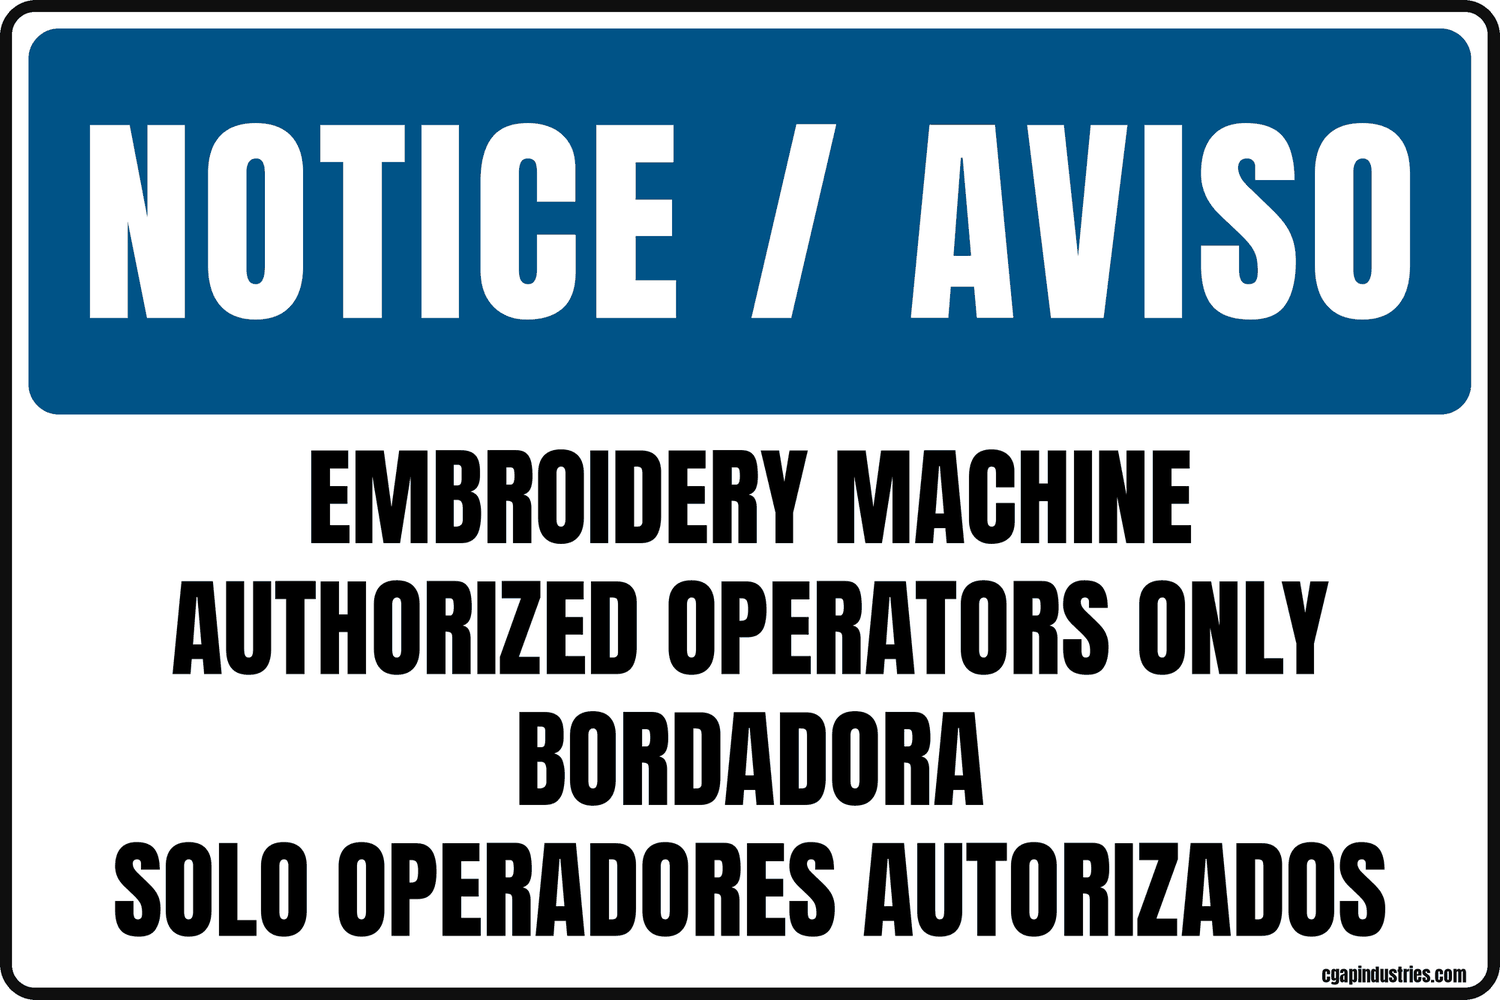 NOTICE / AVISO
EMBROIDERY MACHINE
AUTHORIZED OPERATORS ONLY
BORDADORA
SOLO OPERADORES AUTORIZADOS
cgapindustries.com